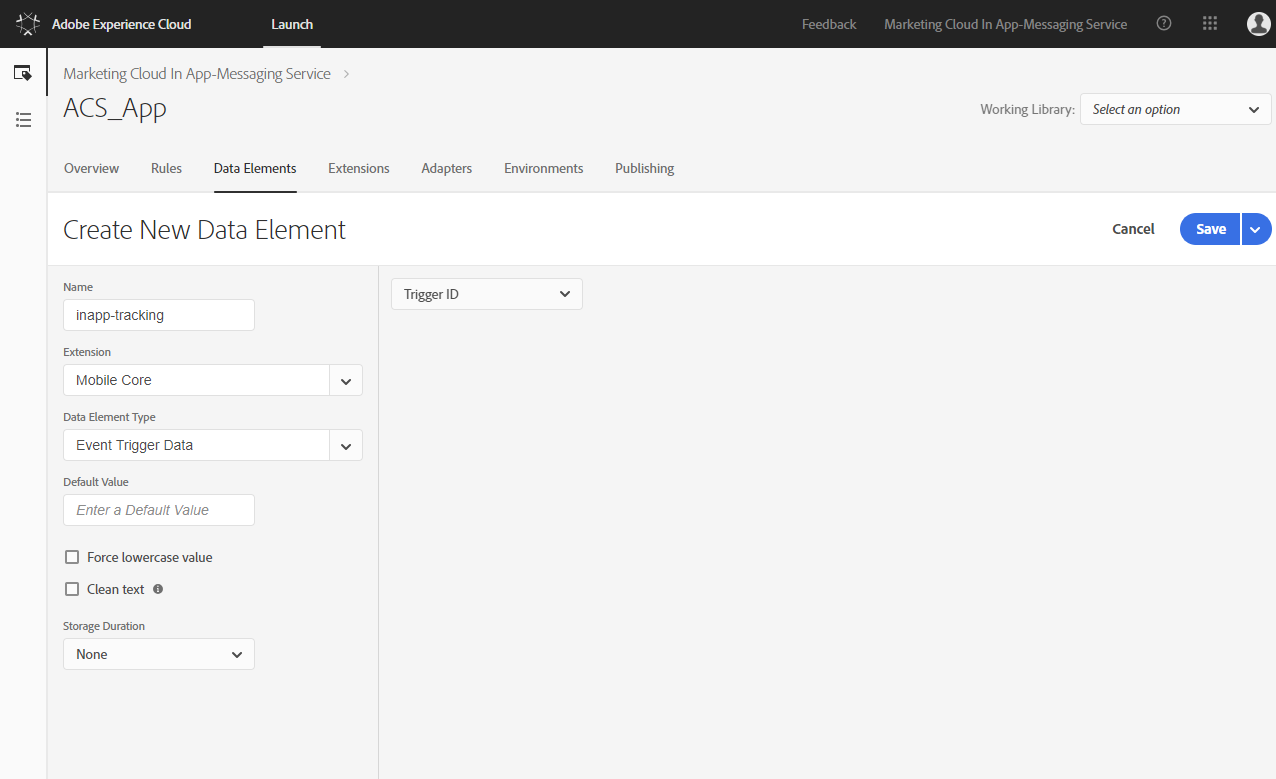 Adobe Experience Cloud Launch Feedback Marketing Cloud In App-Messaging Service
Marketing Cloud In App-Messaging Service
ACS_App
Working Library: Select an option
Overview Rules Data Elements Extensions Adapters Environments Publishing
Create New Data Element Cancel Save
Name
inapp-tracking
Trigger ID
Extension
Mobile Core
Data Element Type
Event Trigger Data
Default Value
Enter a Default Value
Force lowercase value
Clean text
Storage Duration
None